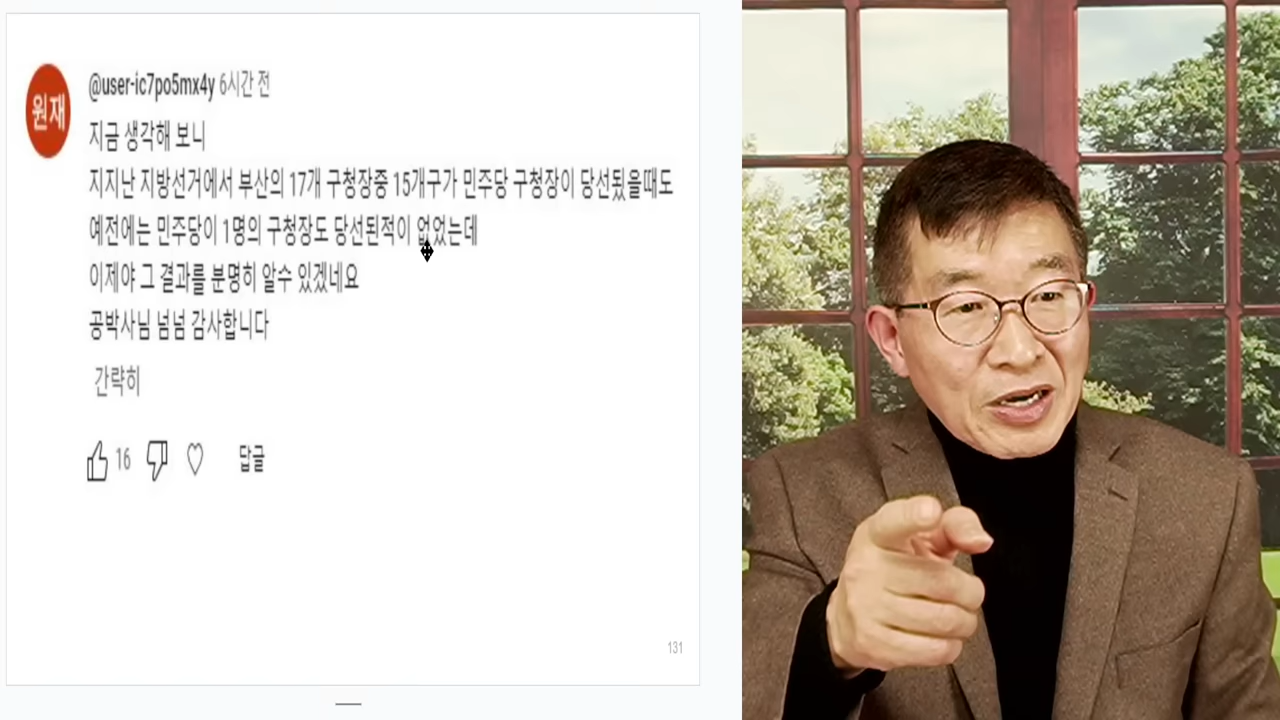 원재
@user-ic7po5mx4y 6시간 전
지금 생각해 보니
지지난 지방선거에서 부산의 17개 구청장중 15개구가 민주당 구청장이 당선됬을때도
예전에는 민주당이 1명의 구청장도 당선된적이 없었는데
이제야 그 결과를 분명히 알수 있겠네요
공박사님 넘넘 감사합니다
간략히
16
답글
131